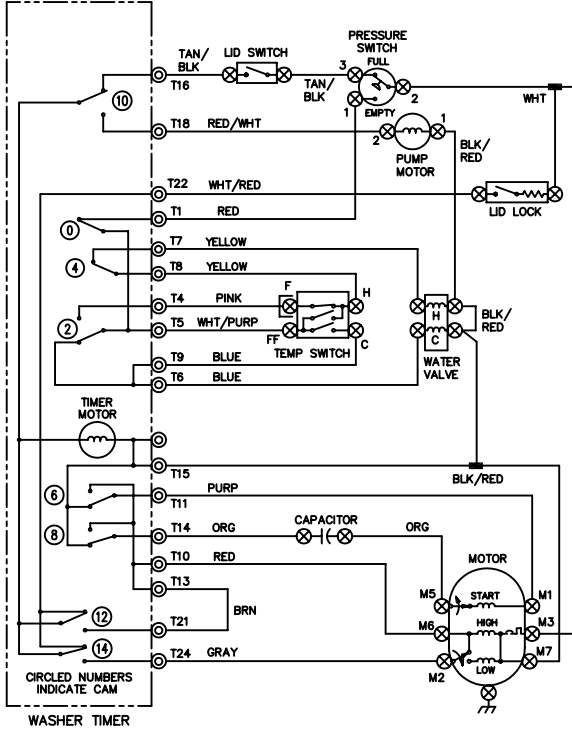 PRESSURE
SWITCH
FULL
TAN/
BLK
LID SWITCH
3
TAN/
BLK
2
WHT
T16
10
1
EMPTY
T18
RED/WHT
2
1
PUMP
MOTOR
BLK/
RED
T22
WHT/RED
LID LOCK
T1
RED
0
T7
YELLOW
4
T8
YELLOW
F
H
T4
PINK
2
T5
WHT/PURP
H
BLK/
RED
FF
TEMP SWITCH
C
C
T9
BLUE
WATER
VALVE
T6
BLUE
TIMER
MOTOR
T15
BLK/RED
6
PURP
T11
8
T14
ORG
CAPACITOR
ORG
T10
RED
MOTOR
T13
M5
START
M1
BRN
12
T21
M6
HIGH
M3
14
T24
GRAY
M2
LOW
M7
CIRCLED NUMBERS
INDICATE CAM
WASHER TIMER